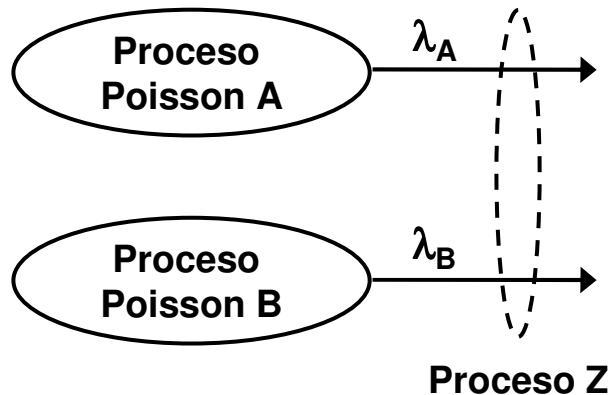 Proceso
Poisson A
λA
Proceso
Poisson B
λB
Proceso Z